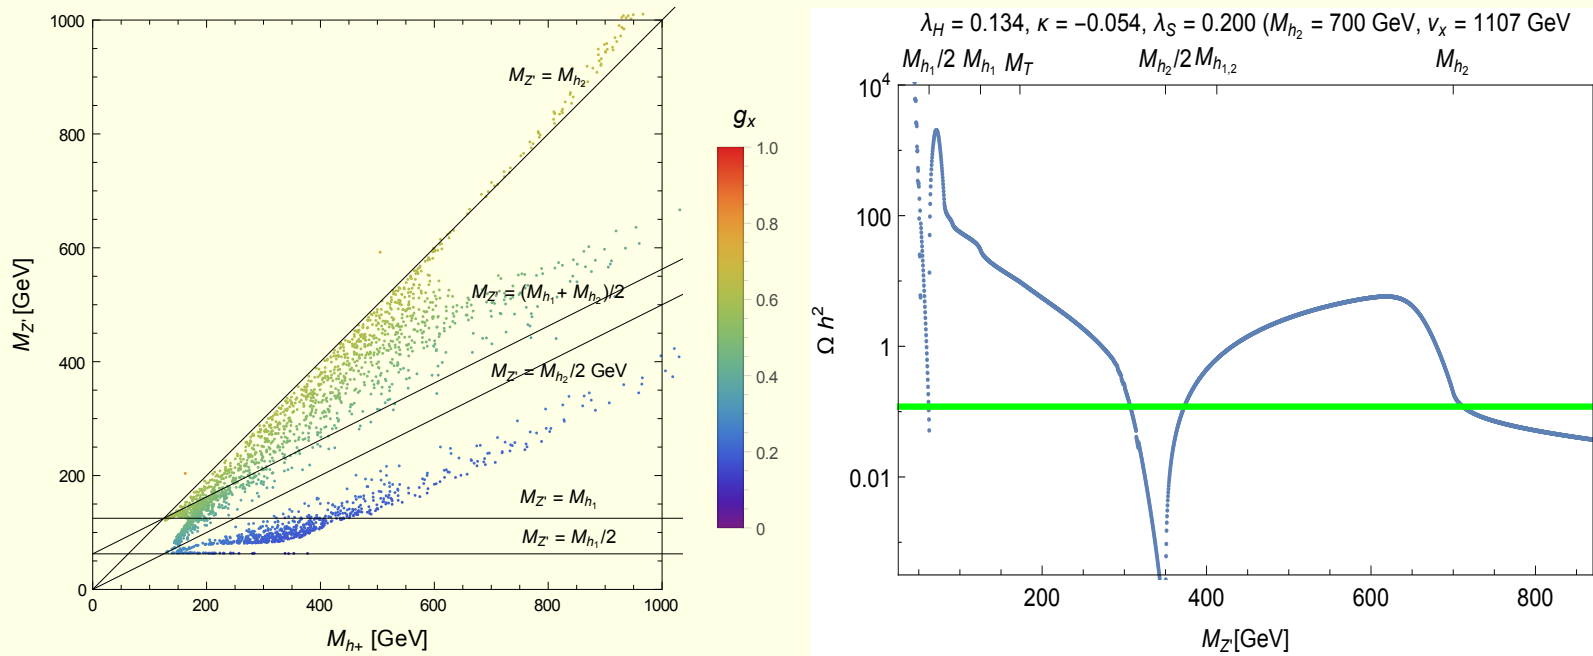 1000
800
600
400
200
0
M_Z' [GeV]
0 200 400 600 800 1000
M_h+ [GeV]
M_Z' = M_h₂
M_Z' = (M_h₁ + M_h₂)/2
M_Z' = M_h₂/2 GeV
M_Z' = M_h₁
M_Z' = M_h₁/2
g_x
1.0
0.8
0.6
0.4
0.2
0
λ_H = 0.134, κ = −0.054, λ_S = 0.200 (M_h₂ = 700 GeV, v_x = 1107 GeV
M_h₁/2 M_h₁ M_T M_h₂/2 M_h₁,₂ M_h₂
10⁴
100
1
0.01
Ω h²
200 400 600 800
M_Z'[GeV]